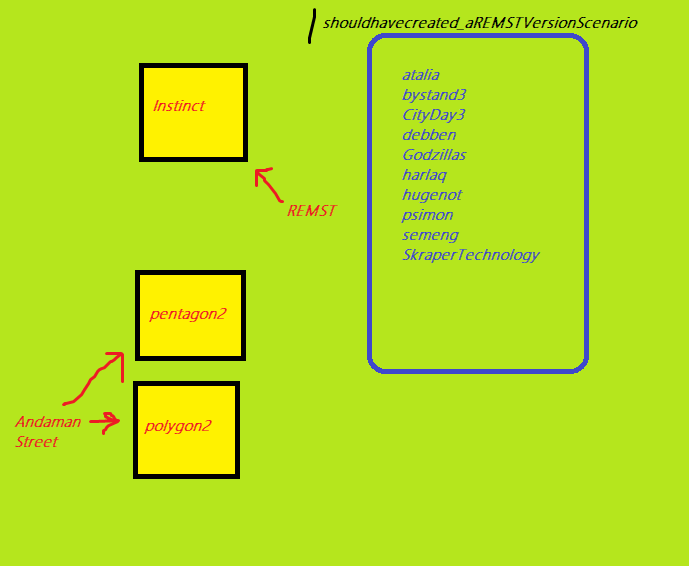 shouldhavecreated_aREMSTVersionScenario
atalia
bystand3
CityDay3
debben
Godzillas
harlaq
hugenot
psimon
semeng
SkraperTechnology
Instinct
REMST
pentagon2
Andaman
Street
polygon2